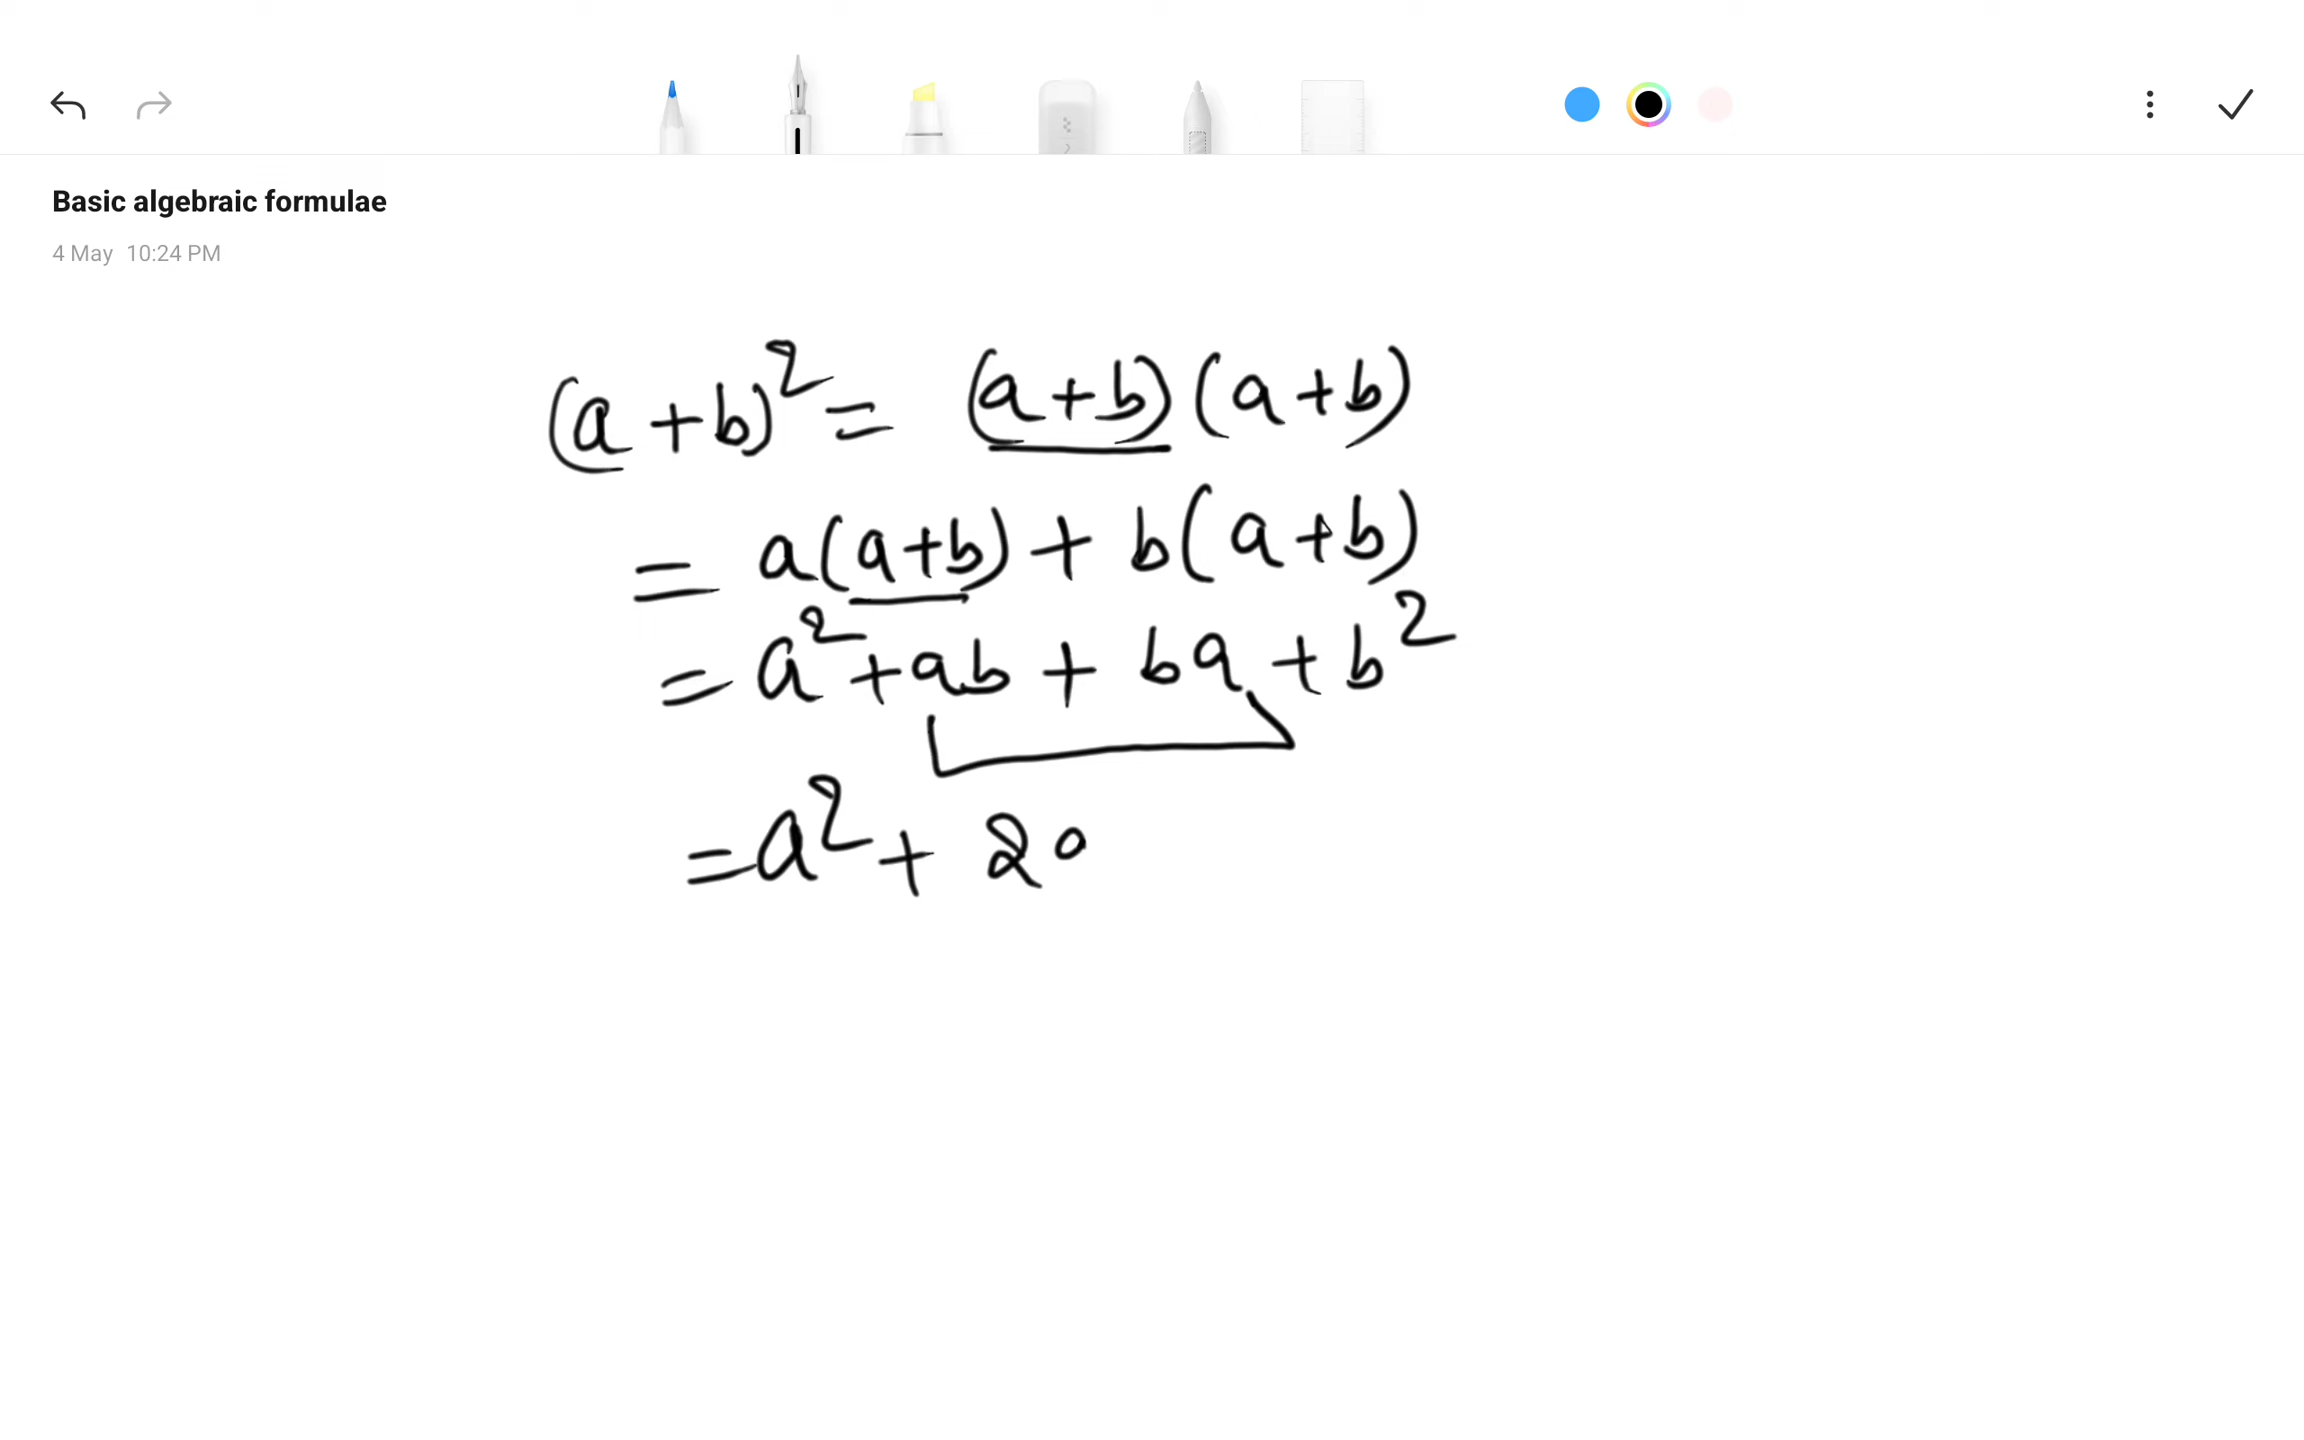 Basic algebraic formulae
4 May 10:24 PM
(a+b)²= (a+b)(a+b)
= a(a+b) + b(a+b)
= a²+ab + ba + b²
=a²+ 2a